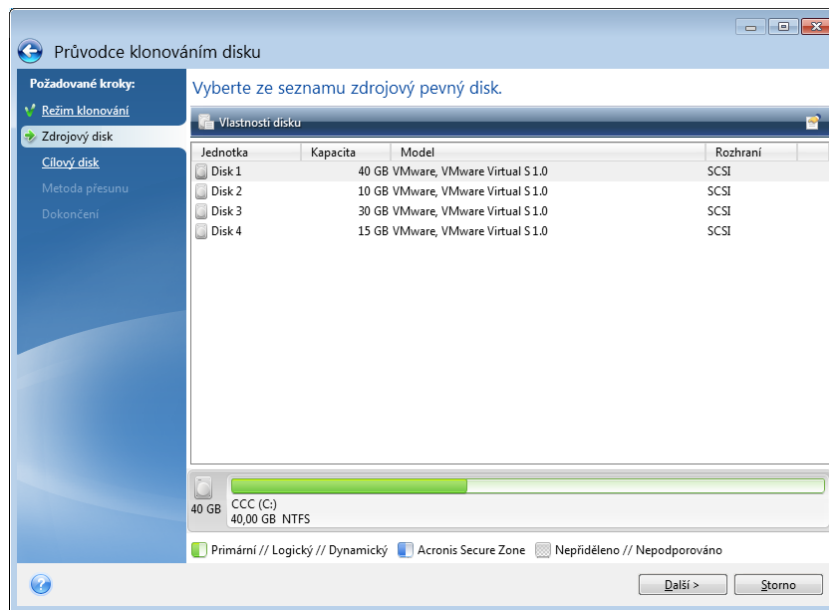 Průvodce klonováním disku
Požadované kroky:
Režim klonování
Zdrojový disk
Cílový disk
Metoda přesunu
Dokončení
Vyberte ze seznamu zdrojový pevný disk.
Vlastnosti disku
Jednotka Kapacita Model Rozhraní
Disk 1 40 GB VMware, VMware Virtual S 1.0 SCSI
Disk 2 10 GB VMware, VMware Virtual S 1.0 SCSI
Disk 3 30 GB VMware, VMware Virtual S 1.0 SCSI
Disk 4 15 GB VMware, VMware Virtual S 1.0 SCSI
40 GB
CCC (C:)
40,00 GB NTFS
Primární // Logický // Dynamický Acronis Secure Zone Nepřiděleno // Nepodporováno
? Další > Storno